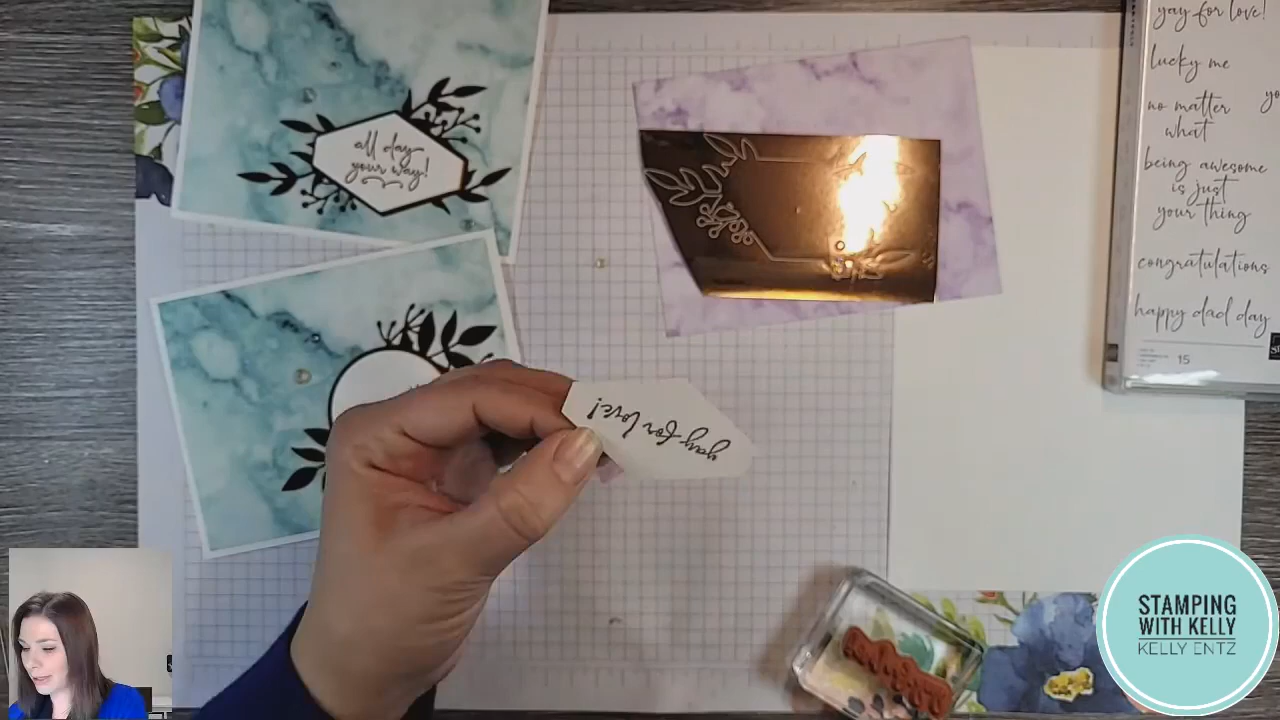 all day
your way!
yay for love!
yay for love!
lucky me
no matter
what
being awesome
is just
your thing
congratulations
happy dad day
15
STAMPING
WITH KELLY
KELLY ENTZ